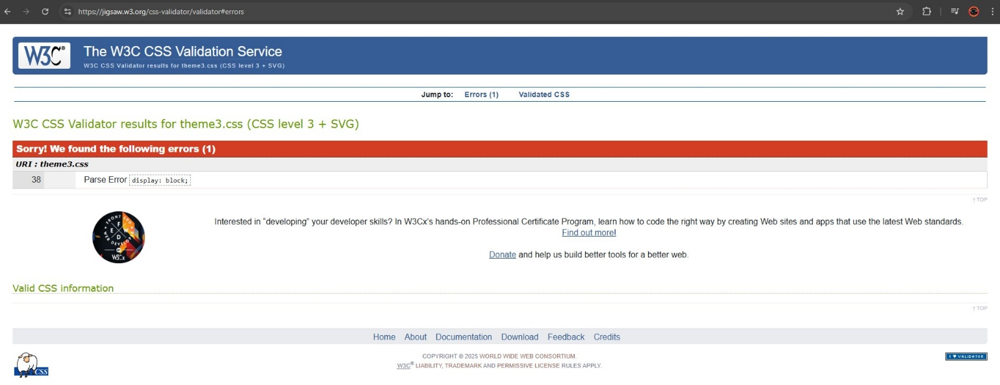 https://jigsaw.w3.org/css-validator/validator#errors
W3C®
The W3C CSS Validation Service
W3C CSS Validator results for theme3.css (CSS level 3 + SVG)
Jump to: Errors (1) Validated CSS
W3C CSS Validator results for theme3.css (CSS level 3 + SVG)
Sorry! We found the following errors (1)
URI : theme3.css
38 Parse Error display: block;
↑ TOP
FRONT END
WEB DEVELOPER
F E W D
W3Cx
Interested in “developing” your developer skills? In W3Cx's hands-on Professional Certificate Program, learn how to code the right way by creating Web sites and apps that use the latest Web standards.
Find out more!
Donate and help us build better tools for a better web.
Valid CSS information
↑ TOP
Home About Documentation Download Feedback Credits
CSS
COPYRIGHT © 2025 WORLD WIDE WEB CONSORTIUM.
W3C® LIABILITY, TRADEMARK AND PERMISSIVE LICENSE RULES APPLY.
I ♥ VALIDATOR